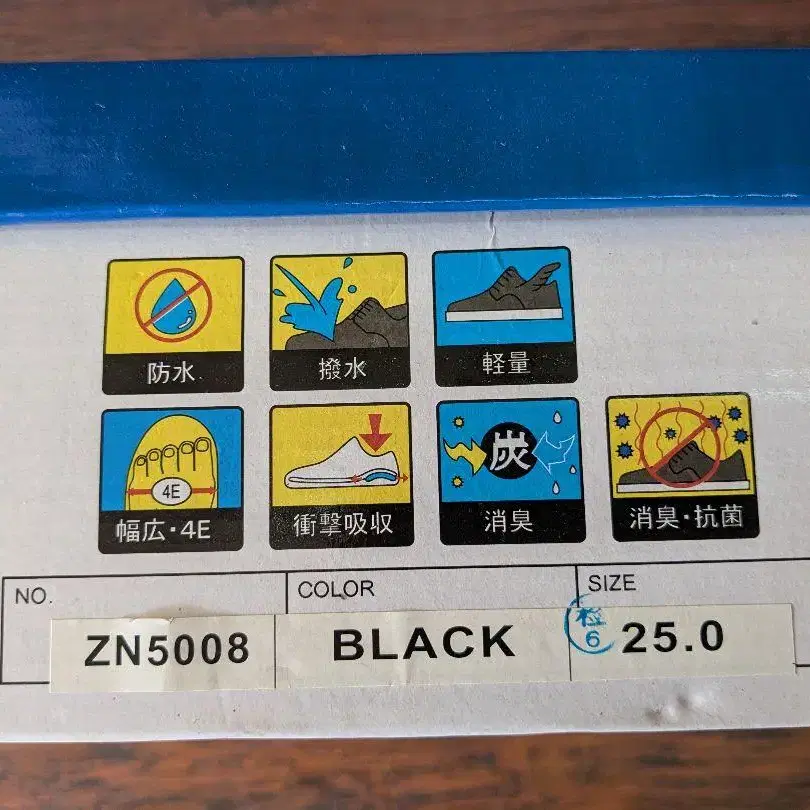 防水
撥水
軽量
4E
幅広・4E
衝撃吸収
炭
消臭
消臭・抗菌
NO.
COLOR
SIZE
ZN5008
BLACK
6
25.0